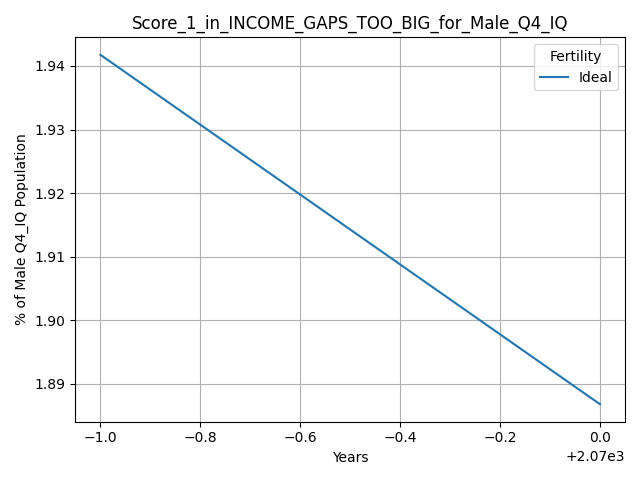 Score_1_in_INCOME_GAPS_TOO_BIG_for_Male_Q4_IQ
Fertility
Ideal
% of Male Q4_IQ Population
1.94
1.93
1.92
1.91
1.90
1.89
−1.0
−0.8
−0.6
−0.4
−0.2
0.0
+2.07e3
Years